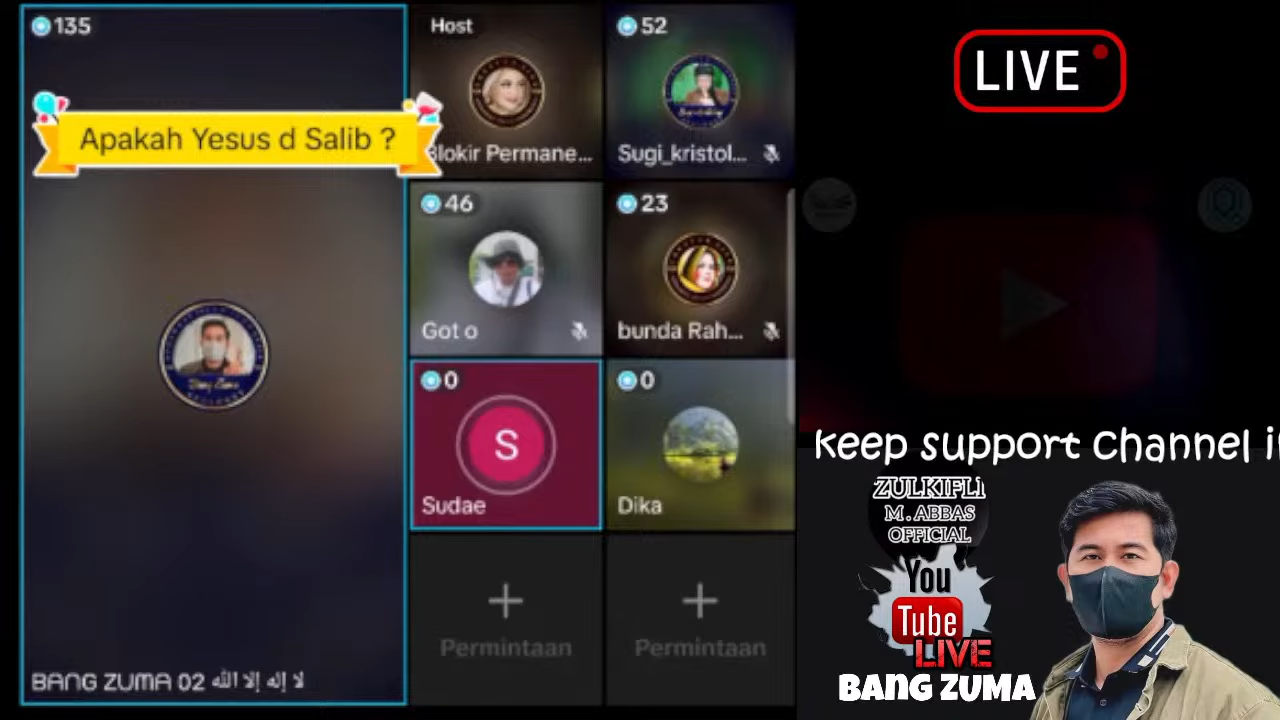 135
Apakah Yesus d Salib ?
BANG ZUMA 02 لا إله إلا الله
Host
Blokir Permane...
52
Sugi_kristol...
46
Got o
23
bunda Rah...
0
S
Sudae
0
Dika
Permintaan
Permintaan
LIVE
keep support channel i
ZULKIFLi
M.ABBAS
OFFICIAL
You
Tube
LIVE
BANG ZUMA